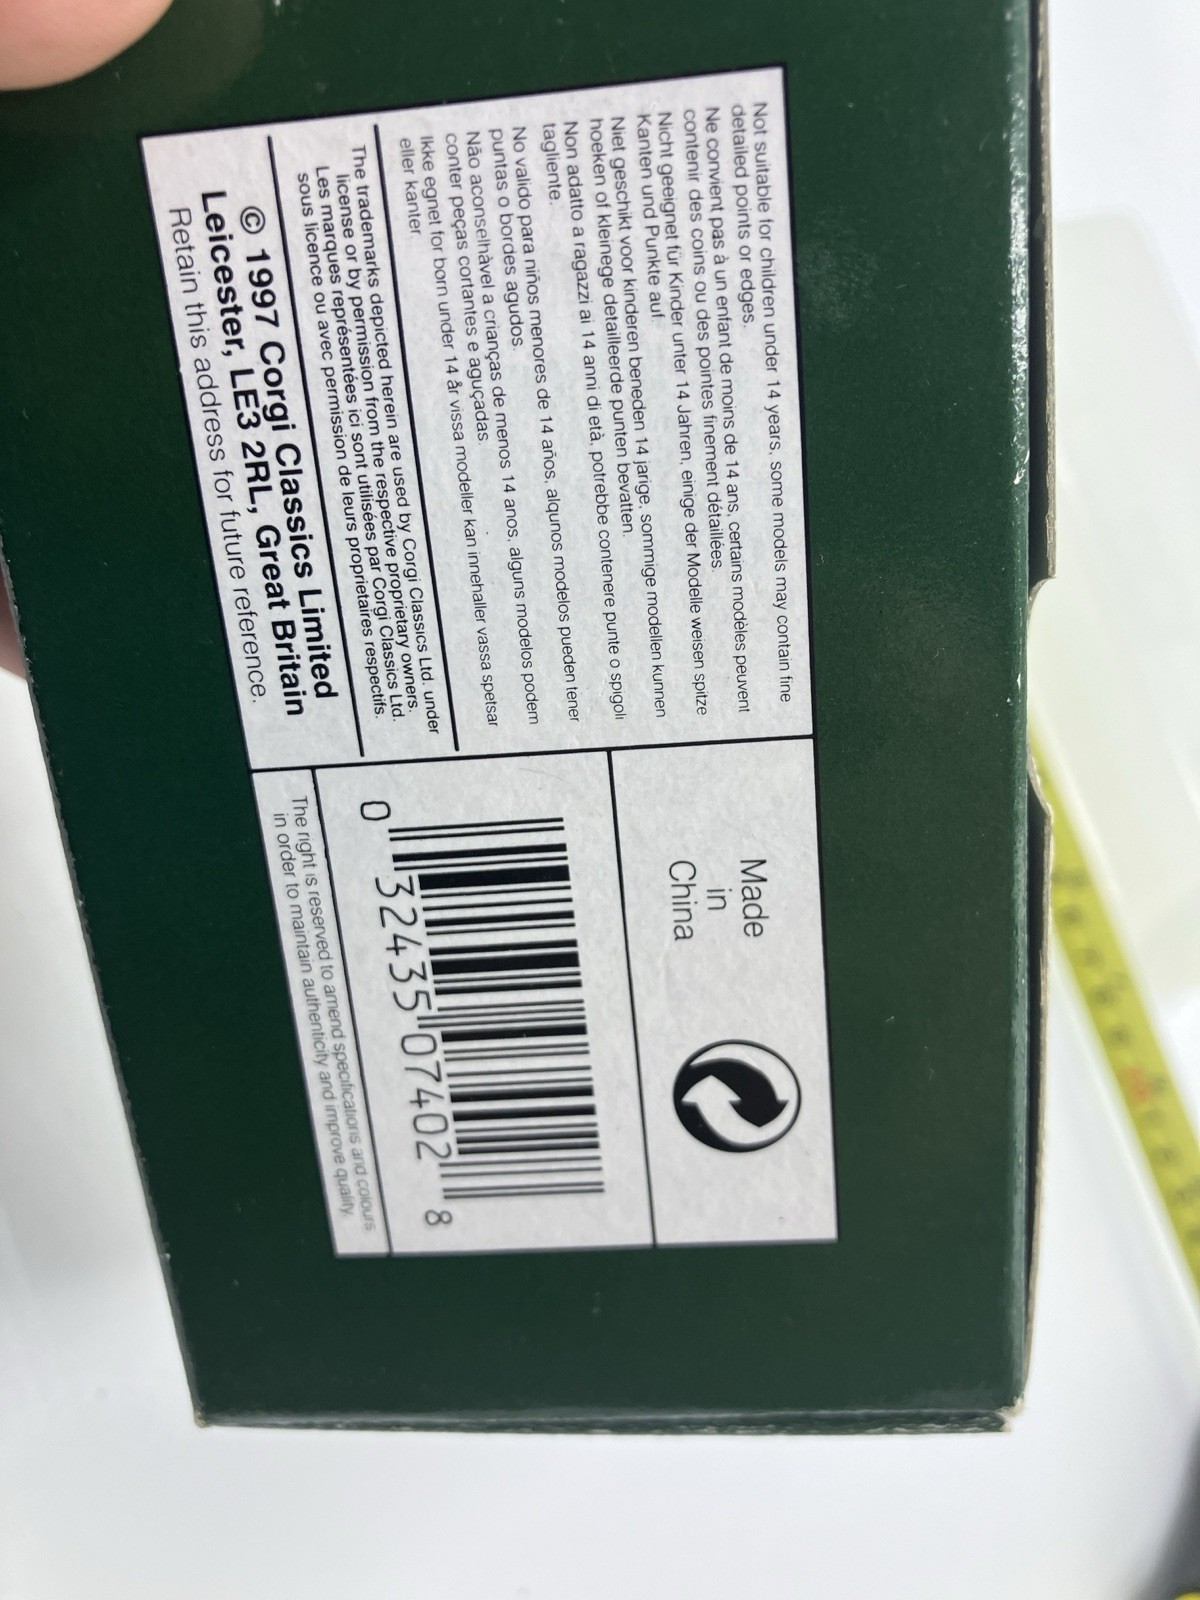 Not suitable for children under 14 years, some models may contain fine
detailed points or edges.
Ne convient pas à un enfant de moins de 14 ans, certains modèles peuvent
contenir des coins ou des pointes finement détaillées.
Nicht geeignet für Kinder unter 14 Jahren, einige der Modelle weisen spitze
Kanten und Punkte auf.
Niet geschikt voor kinderen beneden 14 jarige, sommige modellen kunnen
hoeken of kleinege detailleerde punten bevatten.
Non adatto a ragazzi ai 14 anni di età, potrebbe contenere punte o spigoli
tagliente.
No valido para niños menores de 14 años, alqunos modelos pueden tener
puntas o bordes agudos.
Não aconselhàvel a crianças de menos 14 anos, alguns modelos podem
conter peças cortantes e aguçadas.
Ikke egnet for born under 14 år vissa modeller kan innehaller vassa spetsar
eller kanter.
The trademarks depicted herein are used by Corgi Classics Ltd. under
license or by permission from the respective proprietary owners.
Les marques représentées ici sont utilisées par Corgi Classics Ltd.
sous licence ou avec permission de leurs proprietaires respectifs.
© 1997 Corgi Classics Limited
Leicester, LE3 2RL, Great Britain
Retain this address for future reference.
Made
in
China
0 32435 07402 8
The right is reserved to amend specifications and colours
in order to maintain authenticity and improve quality.